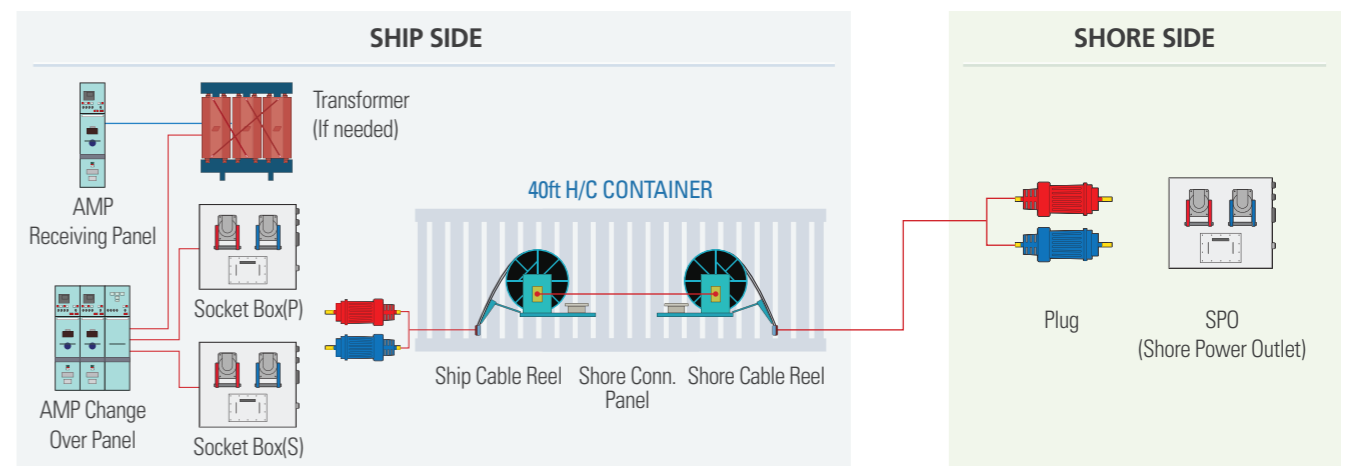 SHIP SIDE
SHORE SIDE
Transformer
(If needed)
AMP
Receiving Panel
40ft H/C CONTAINER
Socket Box(P)
Plug
SPO
(Shore Power Outlet)
Ship Cable Reel
Shore Conn.
Panel
Shore Cable Reel
AMP Change
Over Panel
Socket Box(S)